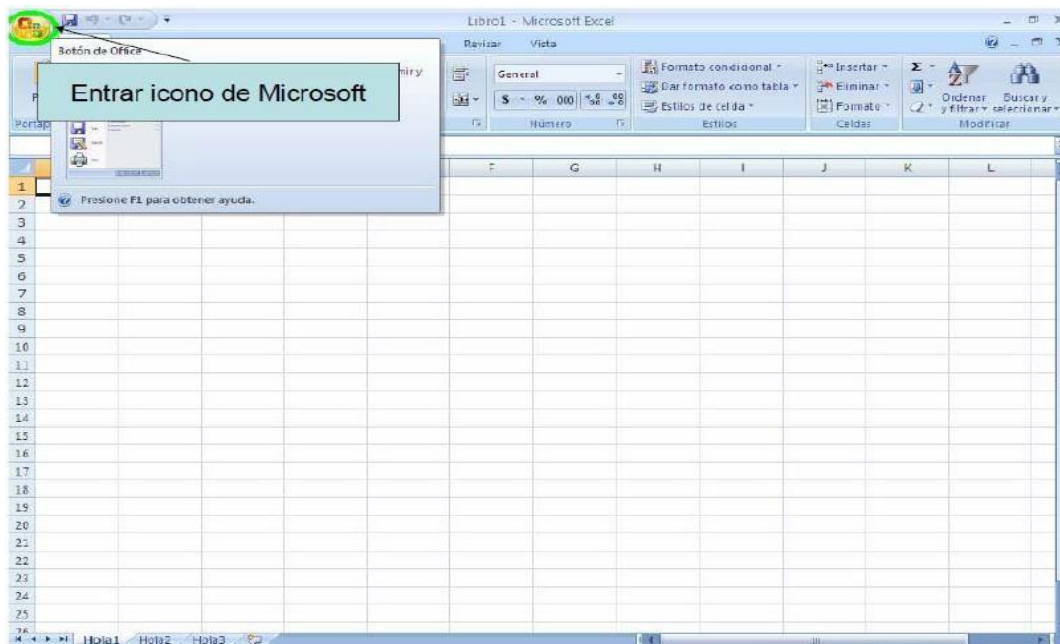 Libro1 - Microsoft Excel
Revisar Vista
Botón de Office
Entrar icono de Microsoft
Presione F1 para obtener ayuda.
General
$ % 000
Número
Formato condicional
Dar formato como tabla
Estilos de celda
Estilos
Insertar
Eliminar
Formato
Celdas
Σ
Ordenar y filtrar
Buscar y seleccionar
Modificar
F G H I J K L
1
2
3
4
5
6
7
8
9
10
11
12
13
14
15
16
17
18
19
20
21
22
23
24
25
26
Hoja1 Hoja2 Hoja3